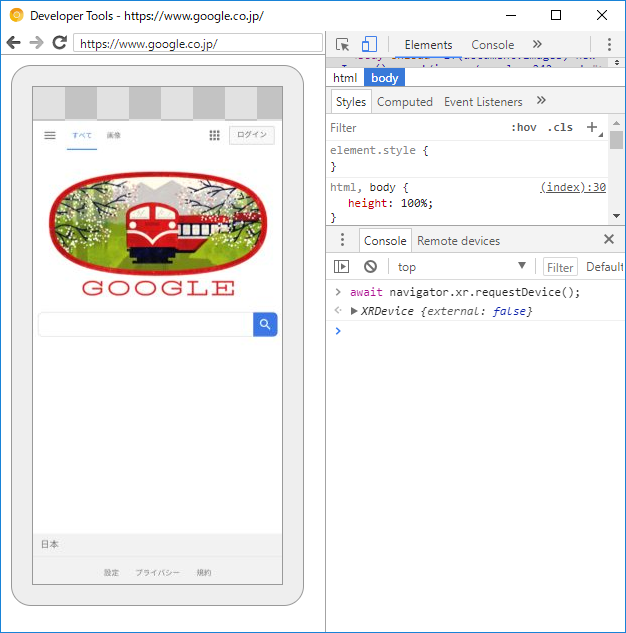 Developer Tools - https://www.google.co.jp/
https://www.google.co.jp/
すべて 画像 ログイン
GOOGLE
日本
設定 プライバシー 規約
Elements Console »
html body
Styles Computed Event Listeners »
Filter :hov .cls +
element.style {
}
html, body { (index):30
height: 100%;
}
Console Remote devices
top Filter Default
> await navigator.xr.requestDevice();
XRDevice {external: false}
>